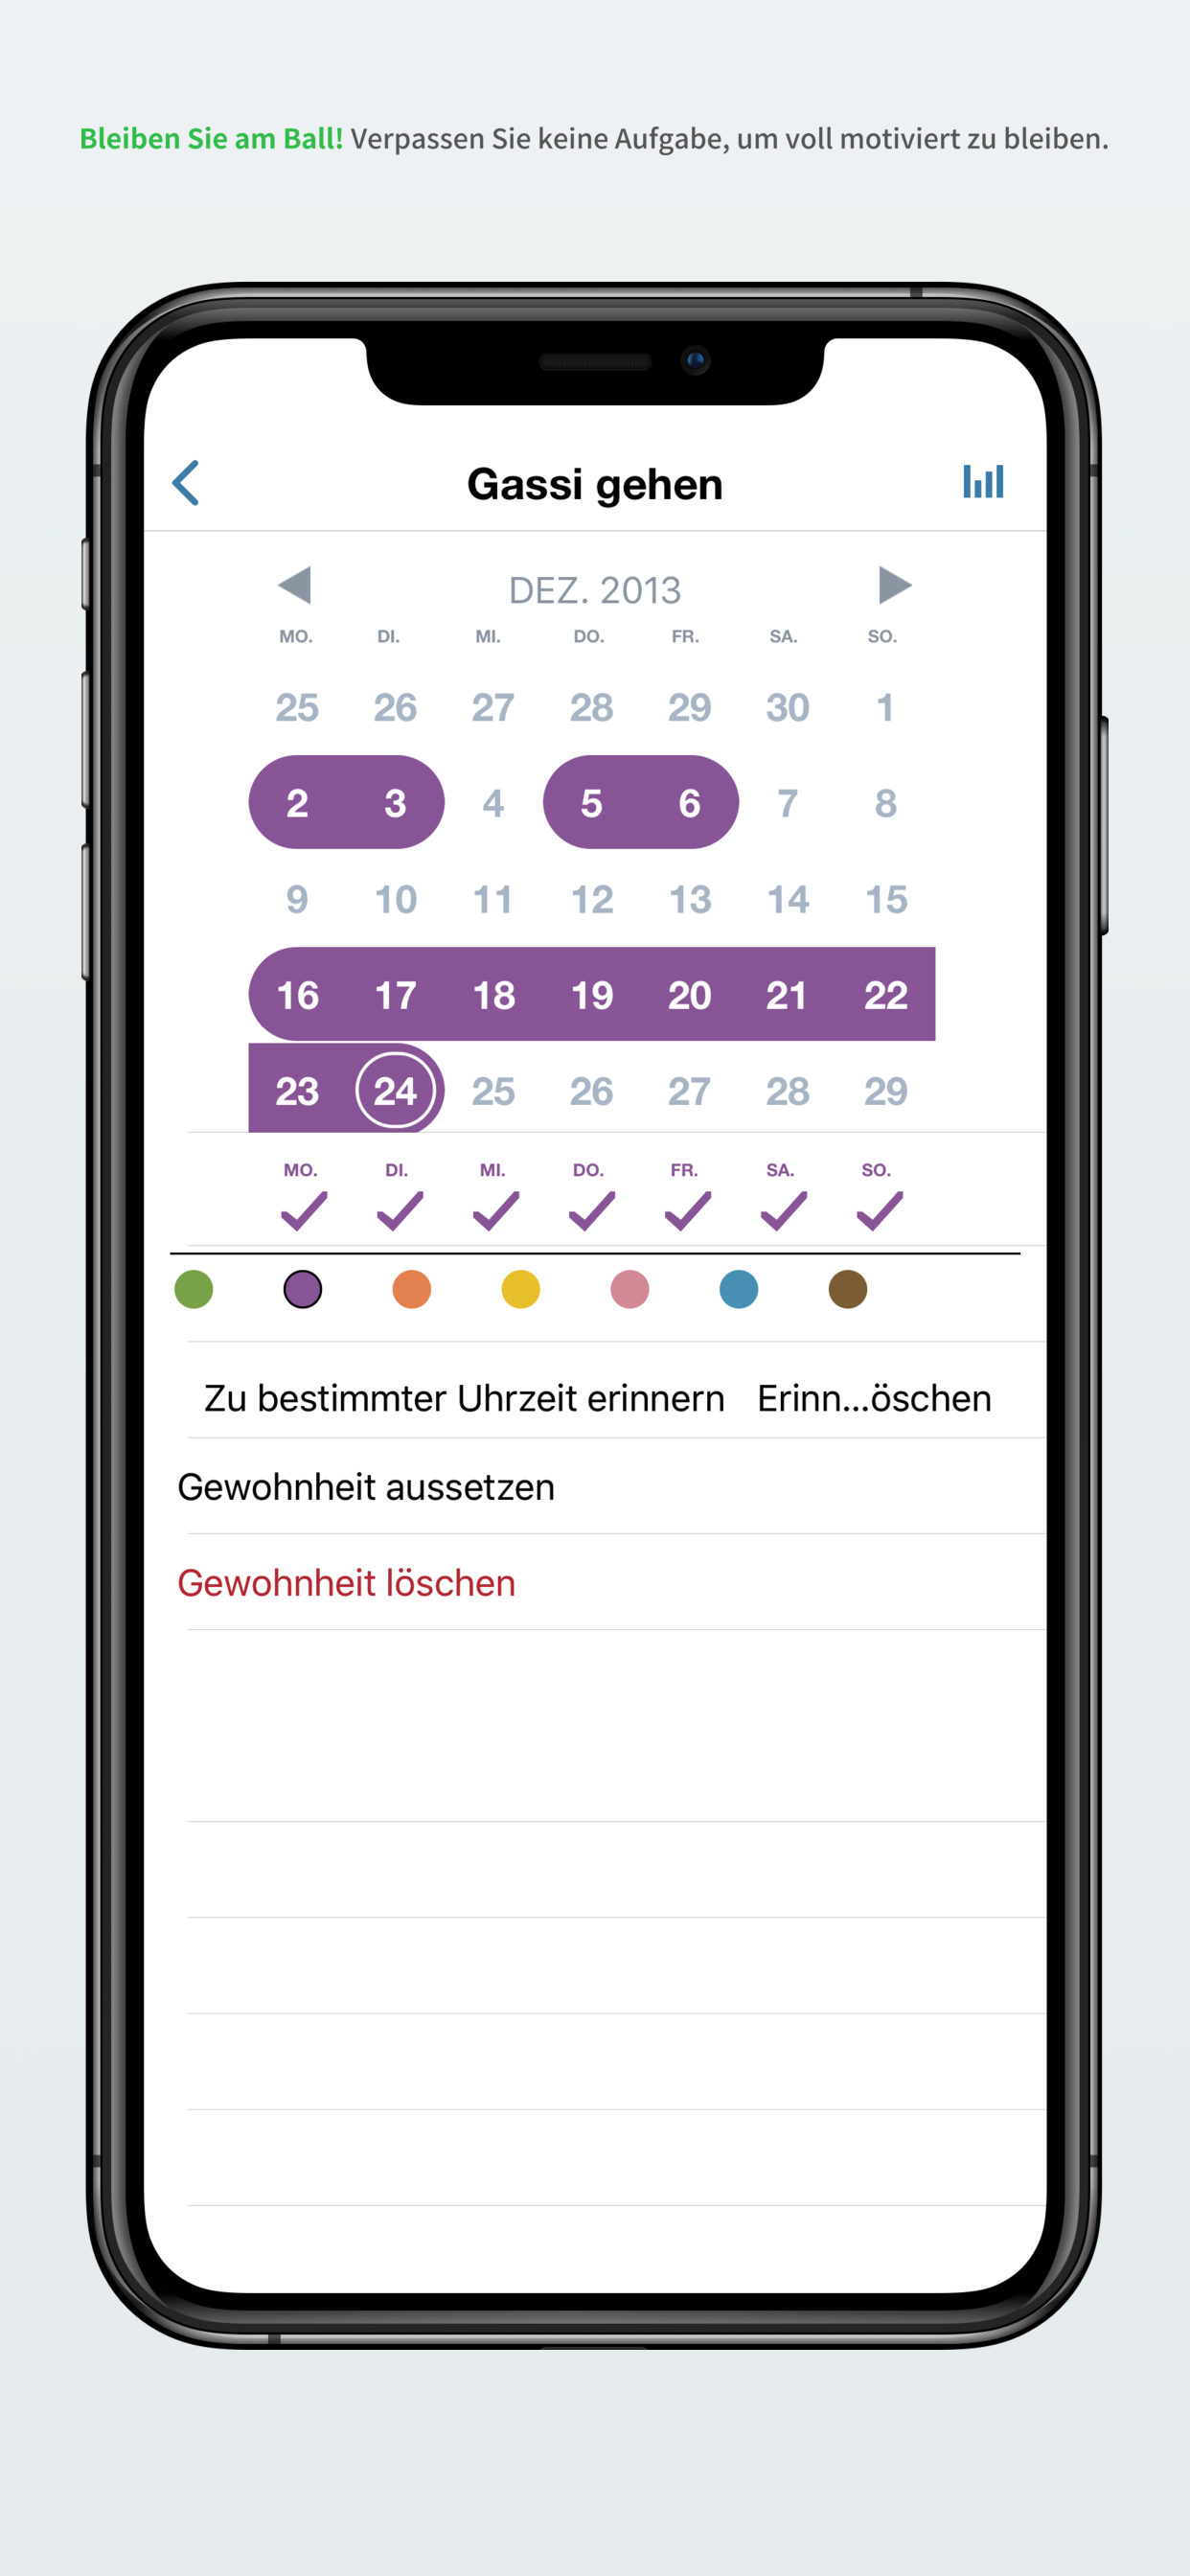 Bleiben Sie am Ball! Verpassen Sie keine Aufgabe, um voll motiviert zu bleiben.
Gassi gehen
DEZ. 2013
MO. DI. MI. DO. FR. SA. SO.
25 26 27 28 29 30 1
2 3 4 5 6 7 8
9 10 11 12 13 14 15
16 17 18 19 20 21 22
23 24 25 26 27 28 29
MO. DI. MI. DO. FR. SA. SO.
Zu bestimmter Uhrzeit erinnern Erinn...öschen
Gewohnheit aussetzen
Gewohnheit löschen